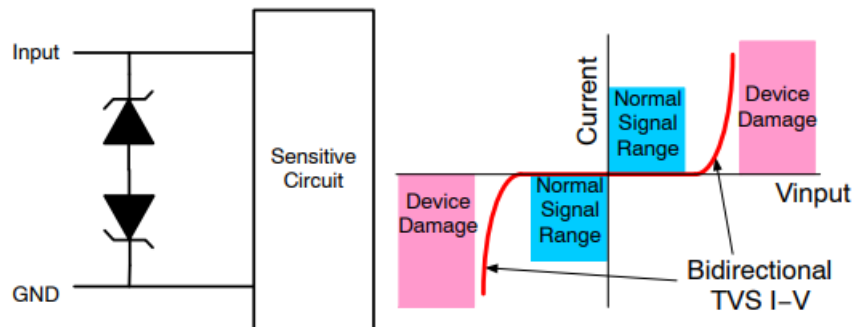 Input
Sensitive
Circuit
GND
Current
Normal
Signal
Range
Device
Damage
Vinput
Device
Damage
Normal
Signal
Range
Bidirectional
TVS I−V